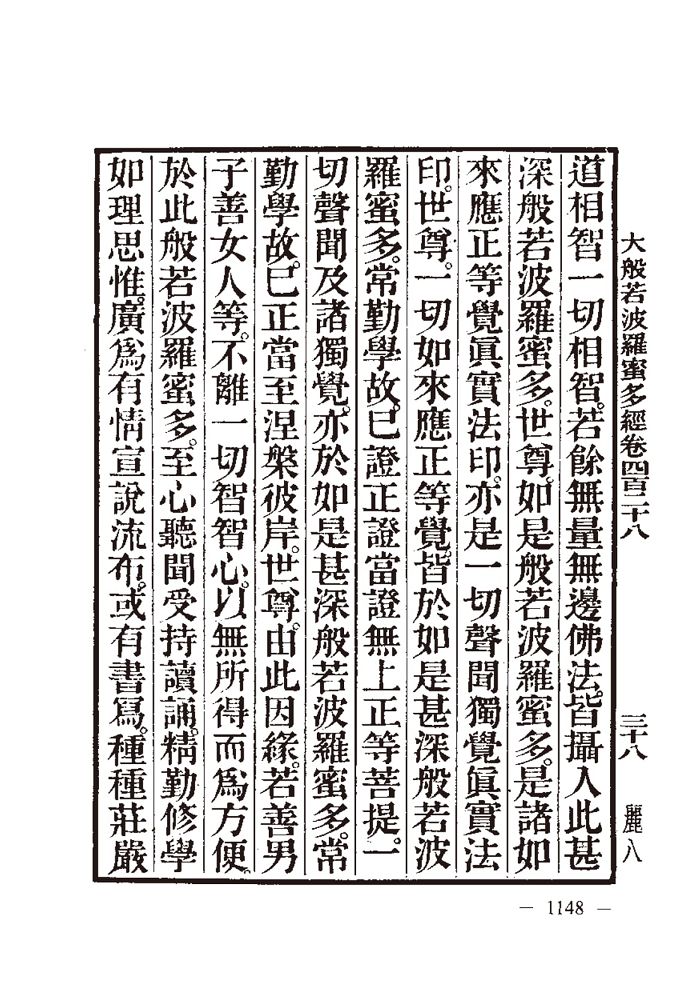 大般若波羅蜜多經卷四百二十八 三十八 麗八
道相智一切相智。若餘無量無邊佛法。皆攝入此甚
深般若波羅蜜多。世尊。如是般若波羅蜜多。是諸如
來應正等覺眞實法印。亦是一切聲聞獨覺眞實法
印。世尊。一切如來應正等覺。皆於如是甚深般若波
羅蜜多。常勤學故。已證正證當證無上正等菩提。一
切聲聞及諸獨覺。亦於如是甚深般若波羅蜜多。常
勤學故。已正當至涅槃彼岸。世尊。由此因緣。若善男
子善女人等。不離一切智智心。以無所得而爲方便。
於此般若波羅蜜多。至心聽聞受持讀誦。精勤修學
如理思惟。廣爲有情宣說流布。或有書寫。種種莊嚴
— 1148 —